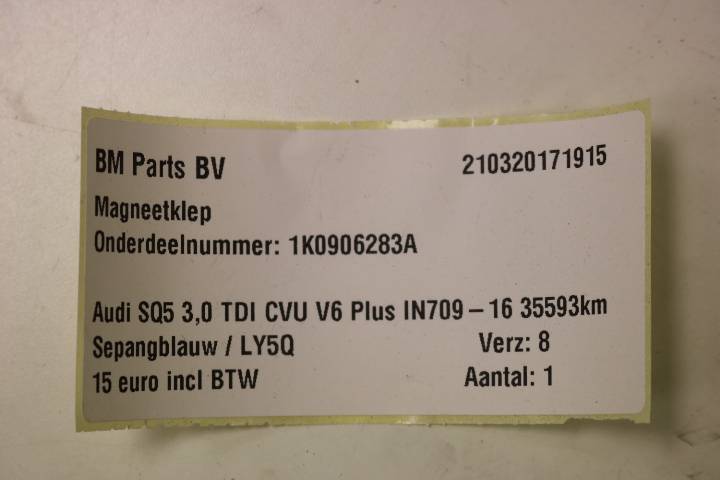 BM Parts BV 210320171915
Magneetklep
Onderdeelnummer: 1K0906283A
Audi SQ5 3,0 TDI CVU V6 Plus IN709 – 16 35593km
Sepangblauw / LY5Q Verz: 8
15 euro incl BTW Aantal: 1